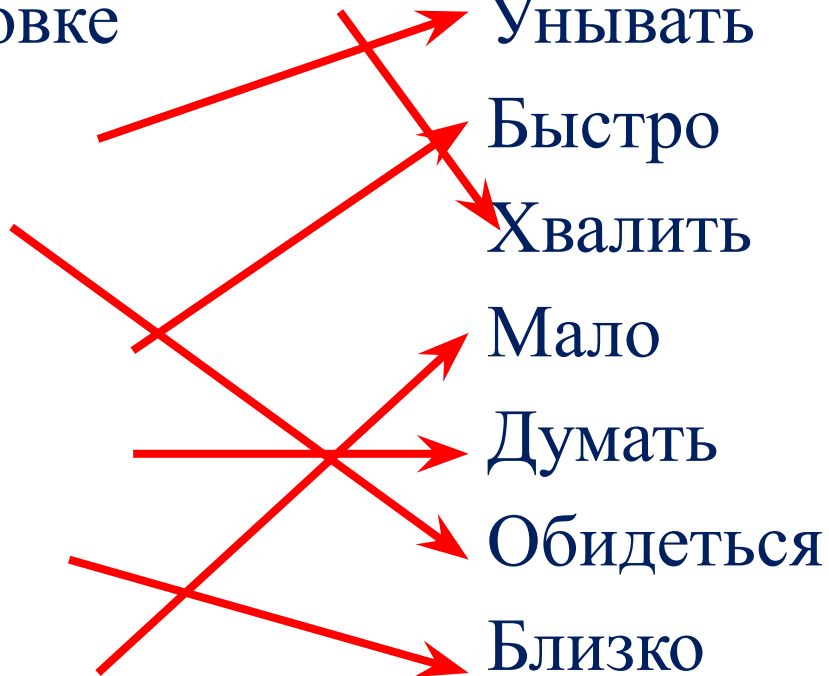 овке Унывать
Быстро
Хвалить
Мало
Думать
Обидеться
Близко